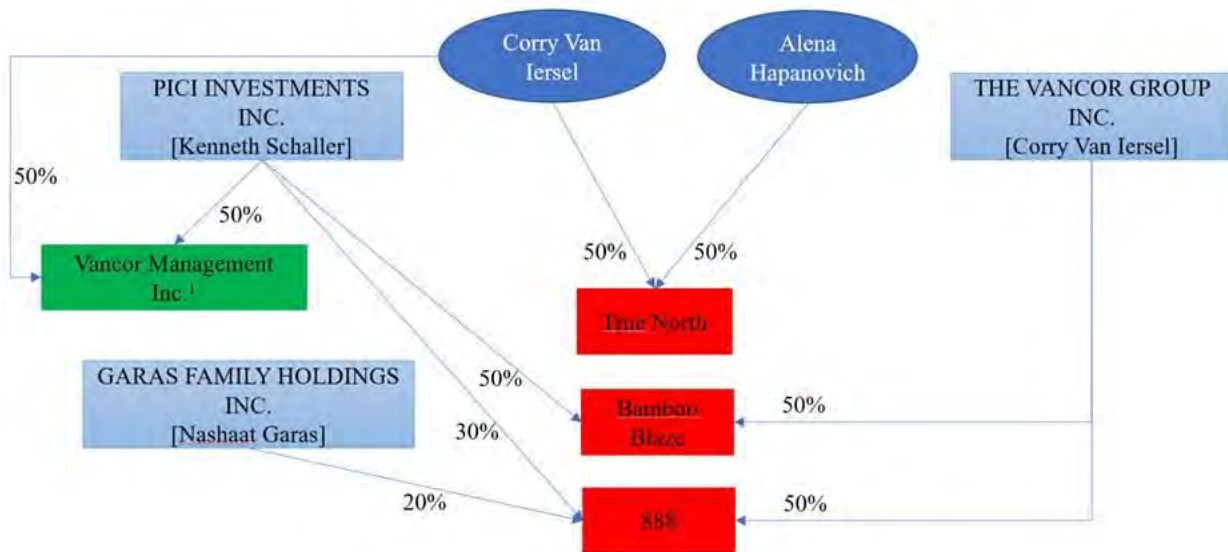 Corry Van
Iersel
Alena
Hapanovich
PICI INVESTMENTS
INC.
[Kenneth Schaller]
THE VANCOR GROUP
INC.
[Corry Van Iersel]
50%
50%
Vancor Management
Inc.¹
50%
50%
True North
GARAS FAMILY HOLDINGS
INC.
[Nashaat Garas]
50%
Bamboo
Blaze
50%
30%
20%
888
50%